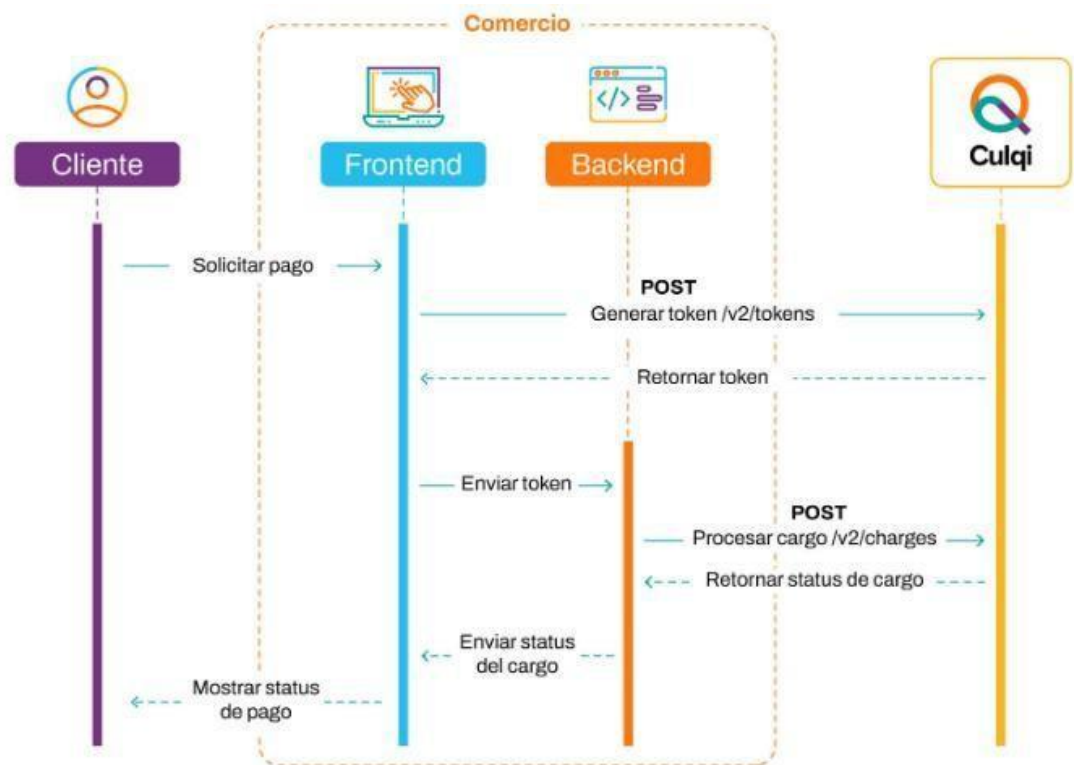 Comercio
</>
Cliente
Frontend
Backend
Culqi
Solicitar pago
POST
Generar token /v2/tokens
Retornar token
Enviar token
POST
Procesar cargo /v2/charges
Retornar status de cargo
Enviar status
del cargo
Mostrar status
de pago